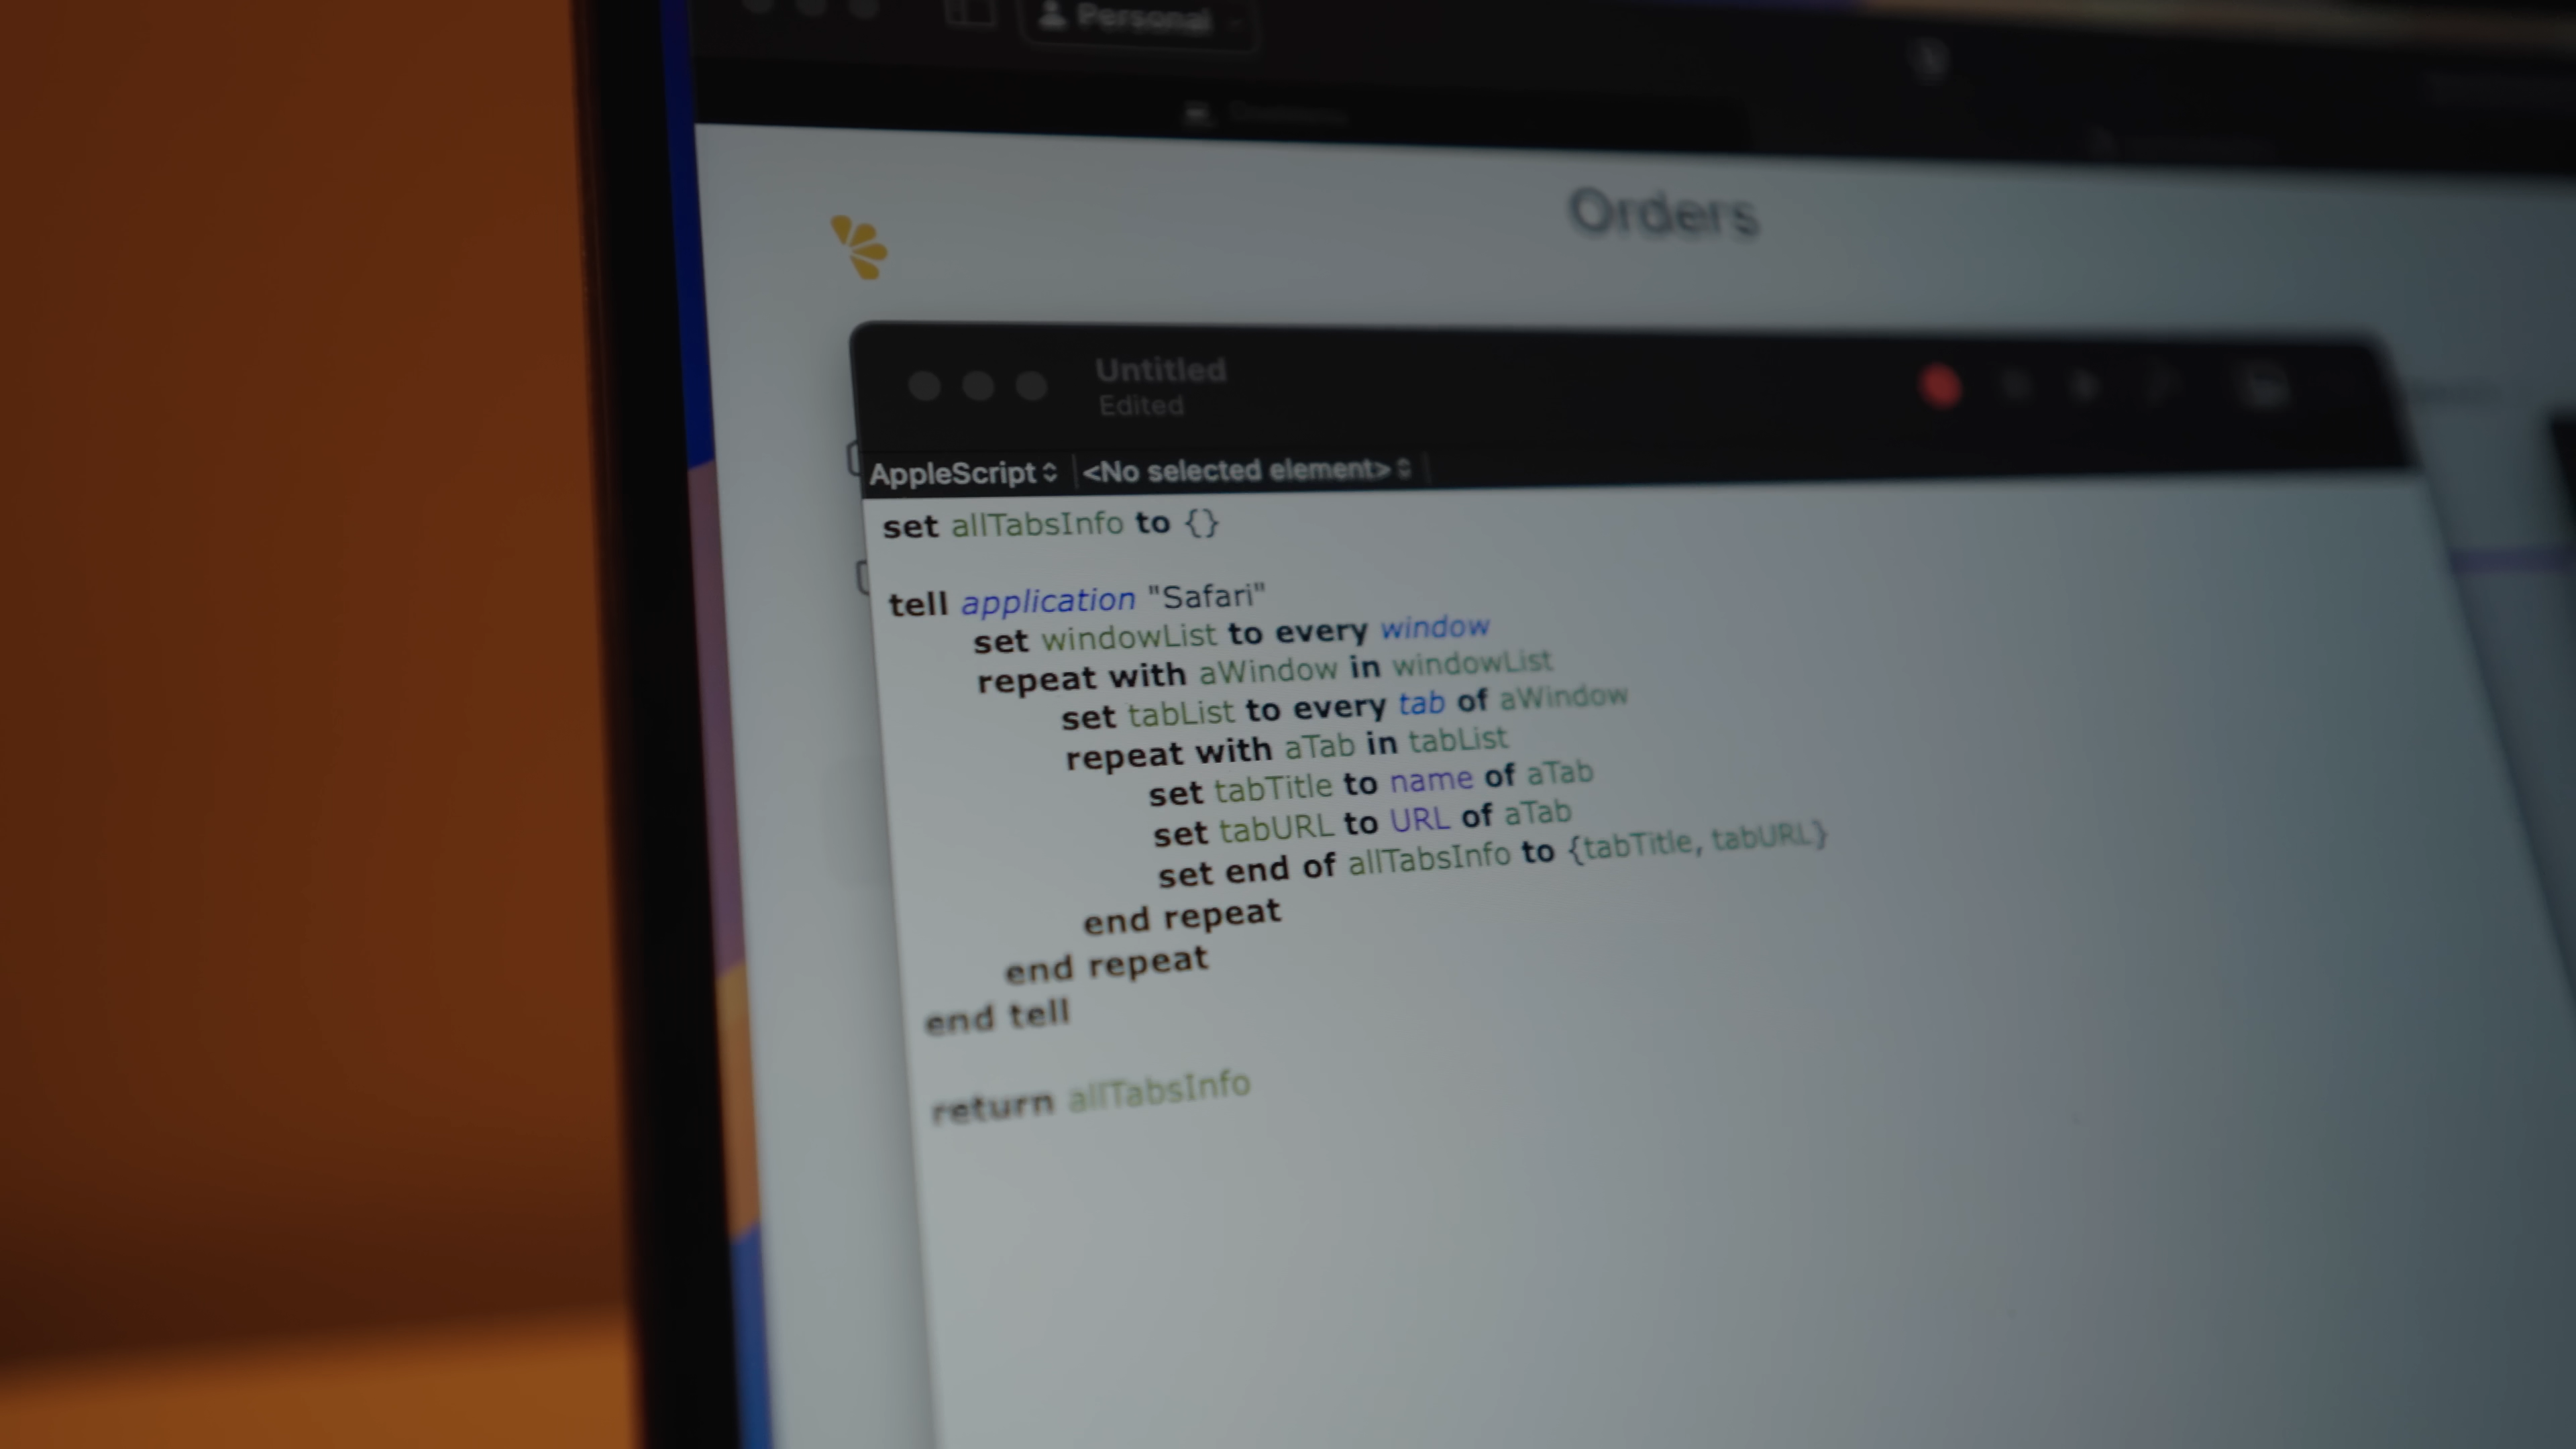 Personal
Orders
Untitled
Edited
AppleScript <No selected element>
set allTabsInfo to {}
tell application "Safari"
set windowList to every window
repeat with aWindow in windowList
set tabList to every tab of aWindow
repeat with aTab in tabList
set tabTitle to name of aTab
set tabURL to URL of aTab
set end of allTabsInfo to {tabTitle, tabURL}
end repeat
end repeat
end tell
return allTabsInfo